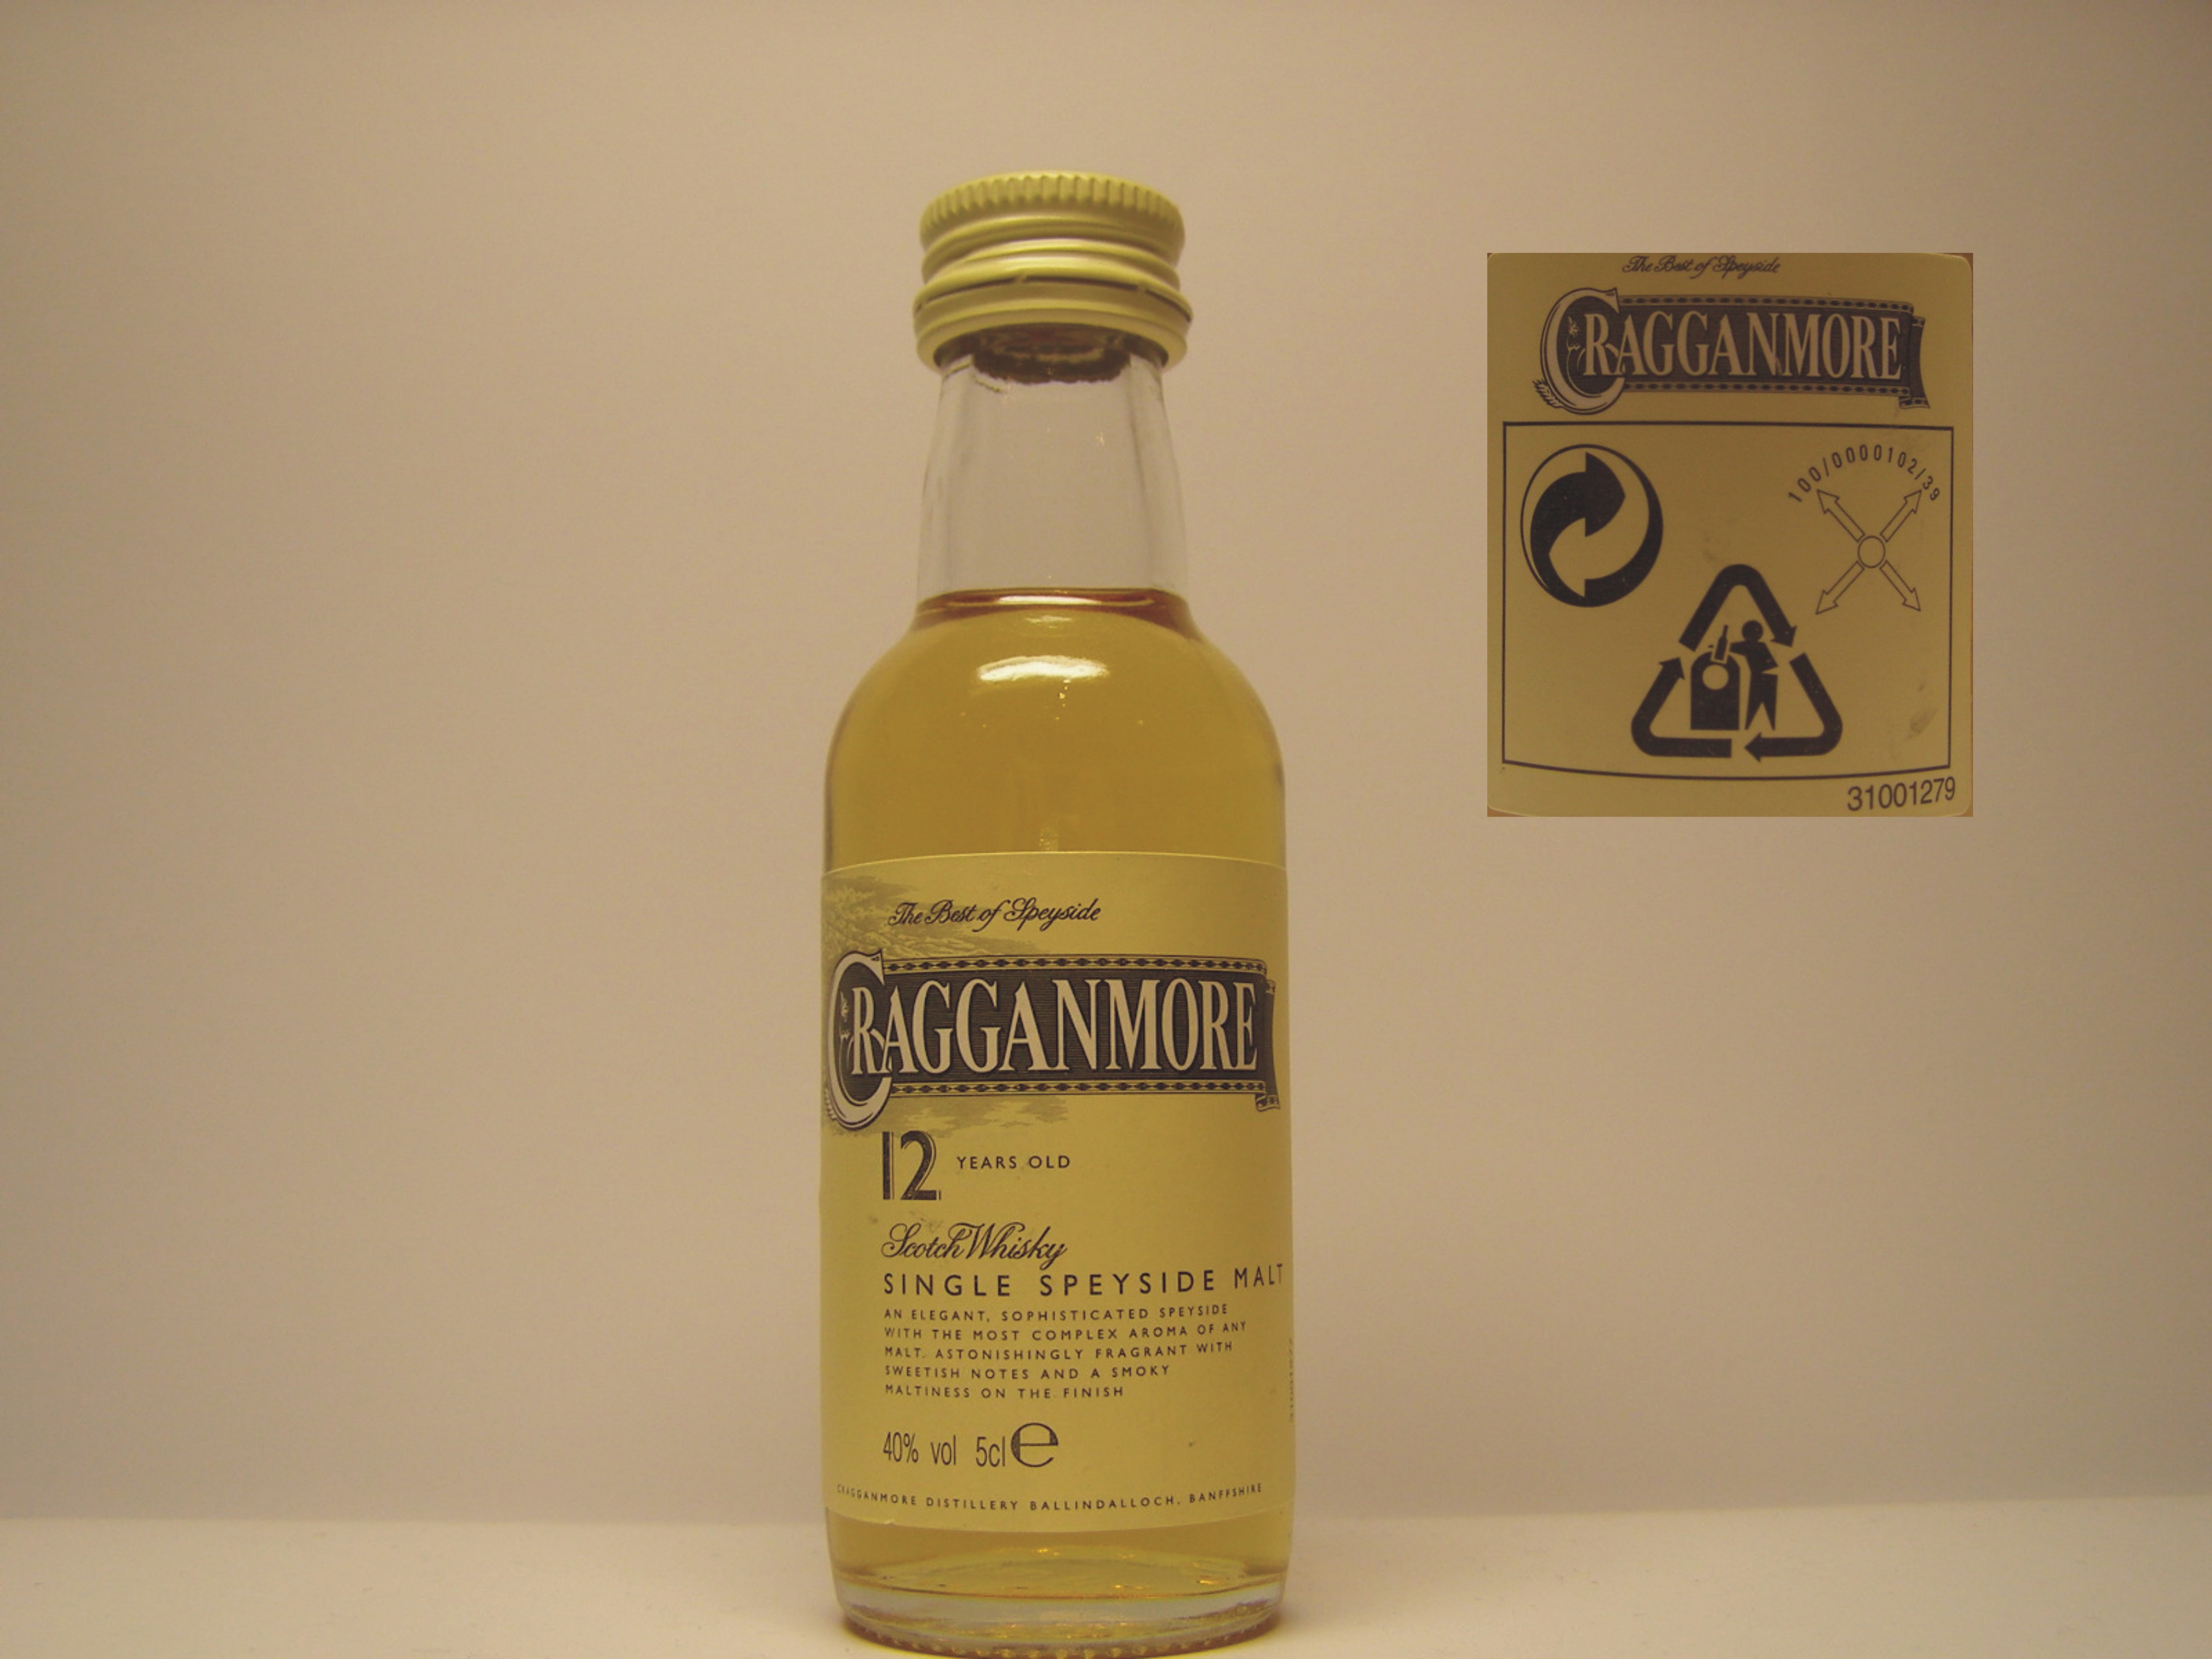 The Best of Speyside
CRAGGANMORE
12 YEARS OLD
Scotch Whisky
SINGLE SPEYSIDE MALT
AN ELEGANT, SOPHISTICATED SPEYSIDE
WITH THE MOST COMPLEX AROMA OF ANY
MALT. ASTONISHINGLY FRAGRANT WITH
SWEETISH NOTES AND A SMOKY
MALTINESS ON THE FINISH
40% vol 5cl e
CRAGGANMORE DISTILLERY BALLINDALLOCH, BANFFSHIRE
The Best of Speyside
CRAGGANMORE
100/0000102/39
31001279